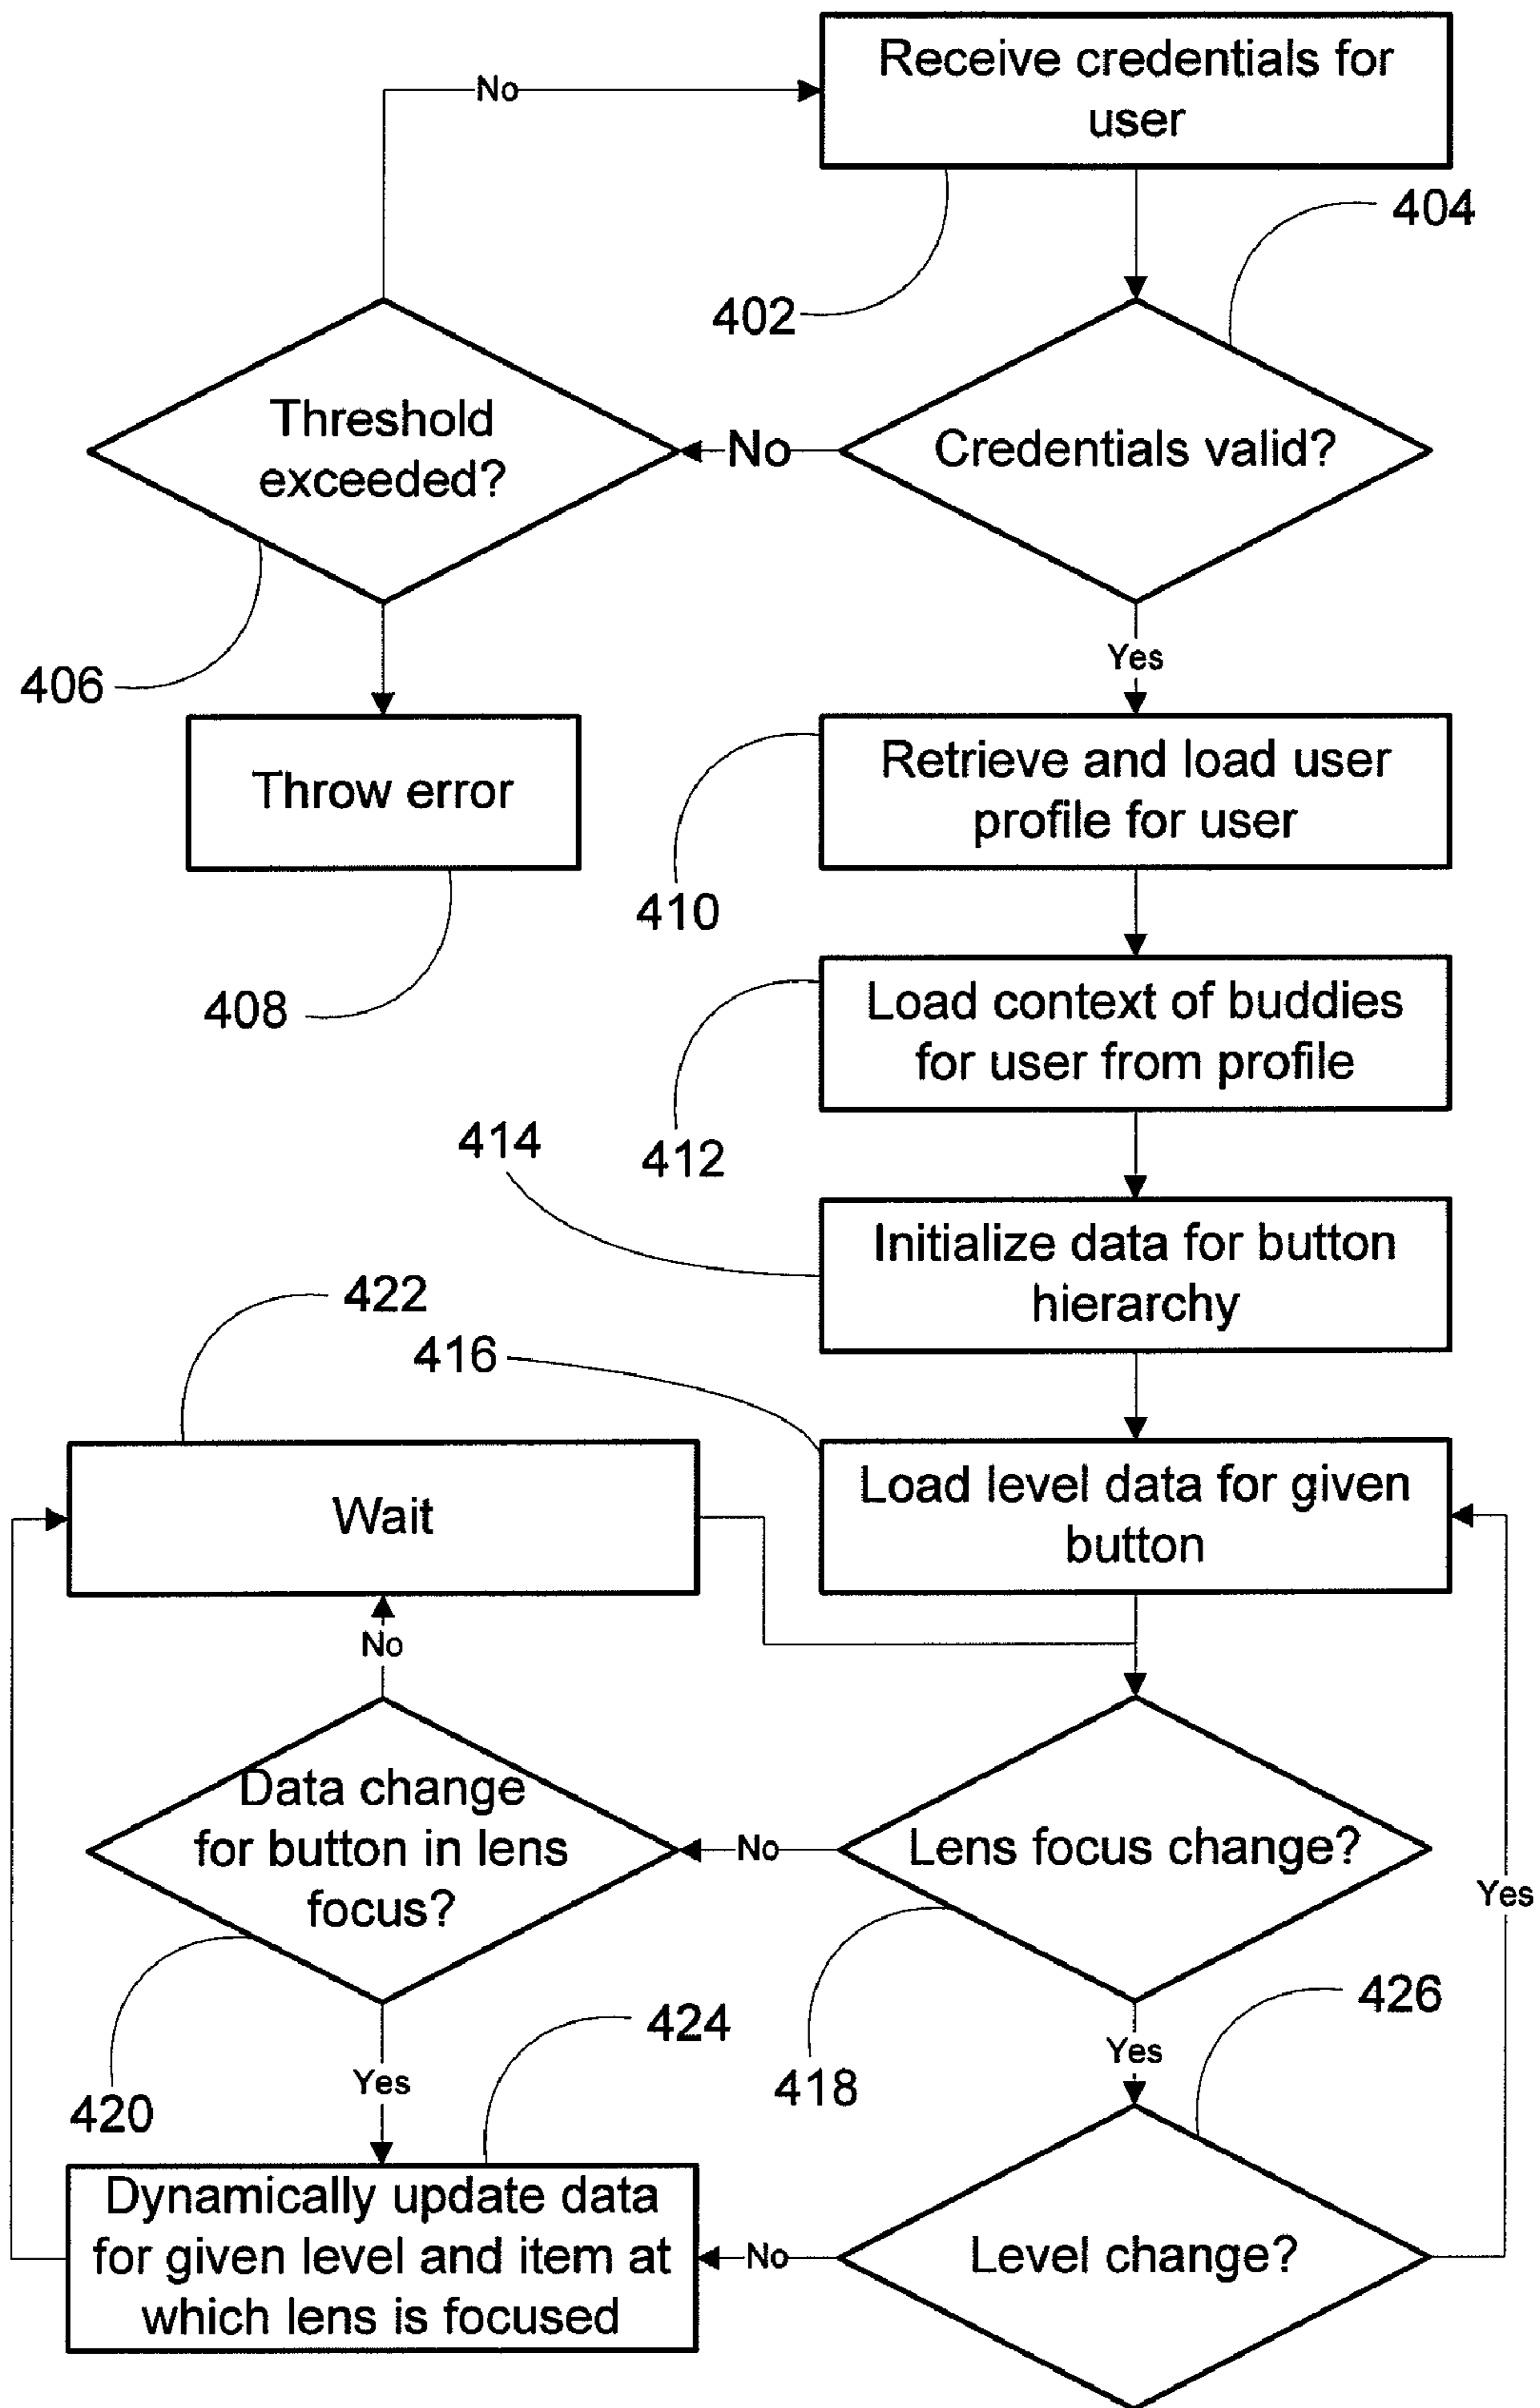 Receive credentials for
user
No
404
402
Threshold
exceeded?
No
Credentials valid?
406
Yes
Throw error
Retrieve and load user
profile for user
410
408
Load context of buddies
for user from profile
414
412
Initialize data for button
hierarchy
422
416
Wait
Load level data for given
button
No
Data change
for button in lens
focus?
No
Lens focus change?
Yes
426
424
418
420
Yes
Yes
Dynamically update data
for given level and item at
which lens is focused
No
Level change?